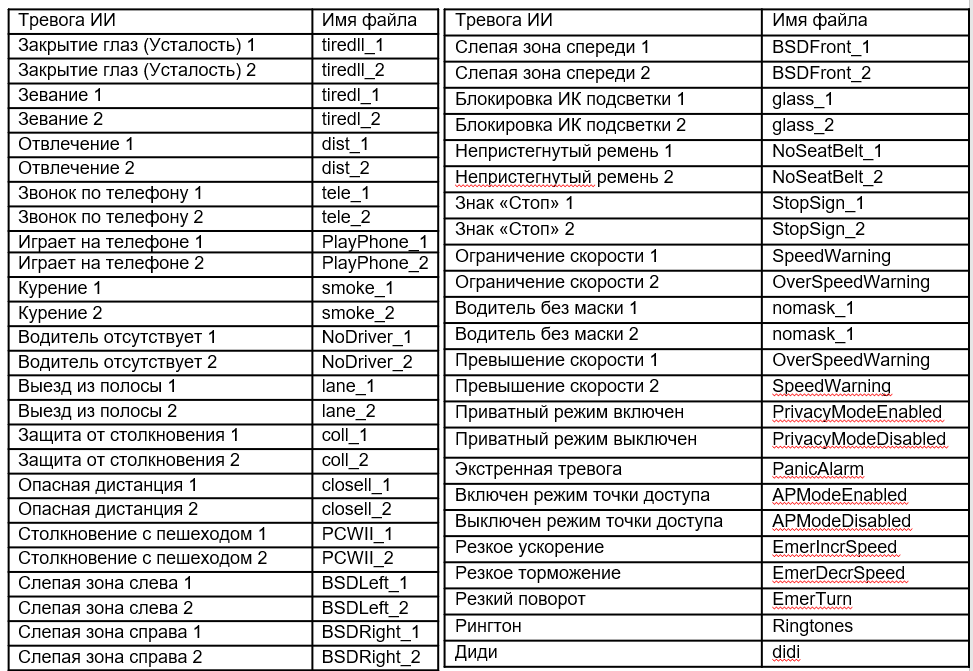 Тревога ИИ Имя файла
Закрытие глаз (Усталость) 1 tiredll_1
Закрытие глаз (Усталость) 2 tiredll_2
Зевание 1 tiredl_1
Зевание 2 tiredl_2
Отвлечение 1 dist_1
Отвлечение 2 dist_2
Звонок по телефону 1 tele_1
Звонок по телефону 2 tele_2
Играет на телефоне 1 PlayPhone_1
Играет на телефоне 2 PlayPhone_2
Курение 1 smoke_1
Курение 2 smoke_2
Водитель отсутствует 1 NoDriver_1
Водитель отсутствует 2 NoDriver_2
Выезд из полосы 1 lane_1
Выезд из полосы 2 lane_2
Защита от столкновения 1 coll_1
Защита от столкновения 2 coll_2
Опасная дистанция 1 closell_1
Опасная дистанция 2 closell_2
Столкновение с пешеходом 1 PCWII_1
Столкновение с пешеходом 2 PCWII_2
Слепая зона слева 1 BSDLeft_1
Слепая зона слева 2 BSDLeft_2
Слепая зона справа 1 BSDRight_1
Слепая зона справа 2 BSDRight_2
Тревога ИИ Имя файла
Слепая зона спереди 1 BSDFront_1
Слепая зона спереди 2 BSDFront_2
Блокировка ИК подсветки 1 glass_1
Блокировка ИК подсветки 2 glass_2
Непристегнутый ремень 1 NoSeatBelt_1
Непристегнутый ремень 2 NoSeatBelt_2
Знак «Стоп» 1 StopSign_1
Знак «Стоп» 2 StopSign_2
Ограничение скорости 1 SpeedWarning
Ограничение скорости 2 OverSpeedWarning
Водитель без маски 1 nomask_1
Водитель без маски 2 nomask_1
Превышение скорости 1 OverSpeedWarning
Превышение скорости 2 SpeedWarning
Приватный режим включен PrivacyModeEnabled
Приватный режим выключен PrivacyModeDisabled
Экстренная тревога PanicAlarm
Включен режим точки доступа APModeEnabled
Выключен режим точки доступа APModeDisabled
Резкое ускорение EmerIncrSpeed
Резкое торможение EmerDecrSpeed
Резкий поворот EmerTurn
Рингтон Ringtones
Диди didi